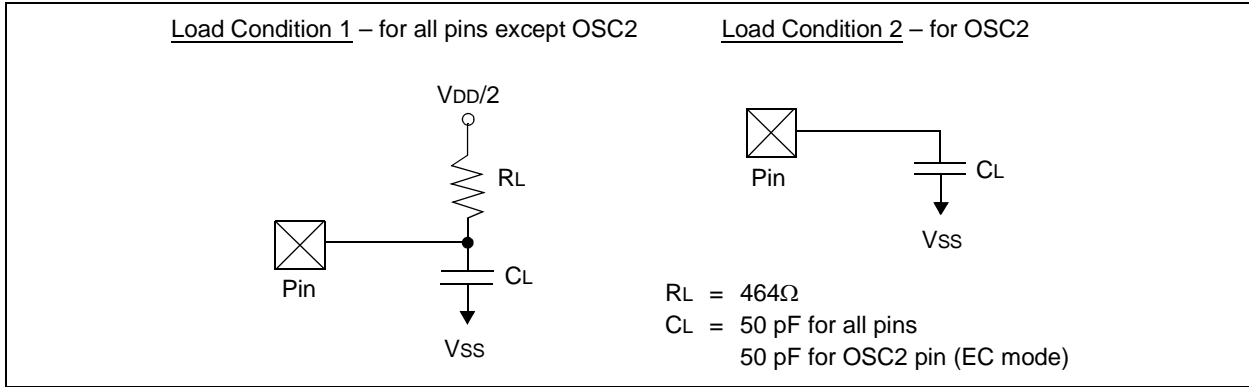 Load Condition 1 – for all pins except OSC2
VDD/2
RL
Pin
CL
VSS
Load Condition 2 – for OSC2
Pin
CL
VSS
RL = 464Ω
CL = 50 pF for all pins
50 pF for OSC2 pin (EC mode)